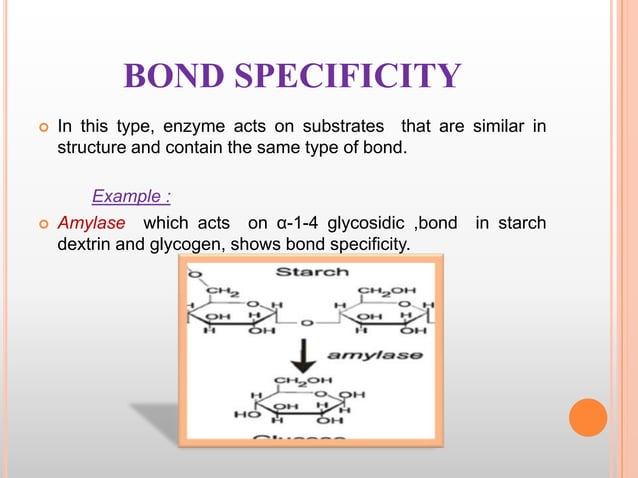 BOND SPECIFICITY
In this type, enzyme acts on substrates that are similar in
structure and contain the same type of bond.
Example :
Amylase which acts on α-1-4 glycosidic ,bond in starch
dextrin and glycogen, shows bond specificity.
Starch
O
CH2 CH2OH
H O H H O H
OH H OH H
O
H OH H OH
amylase
CH2OH
H O OH
OH H
HO H
H OH
Glucose